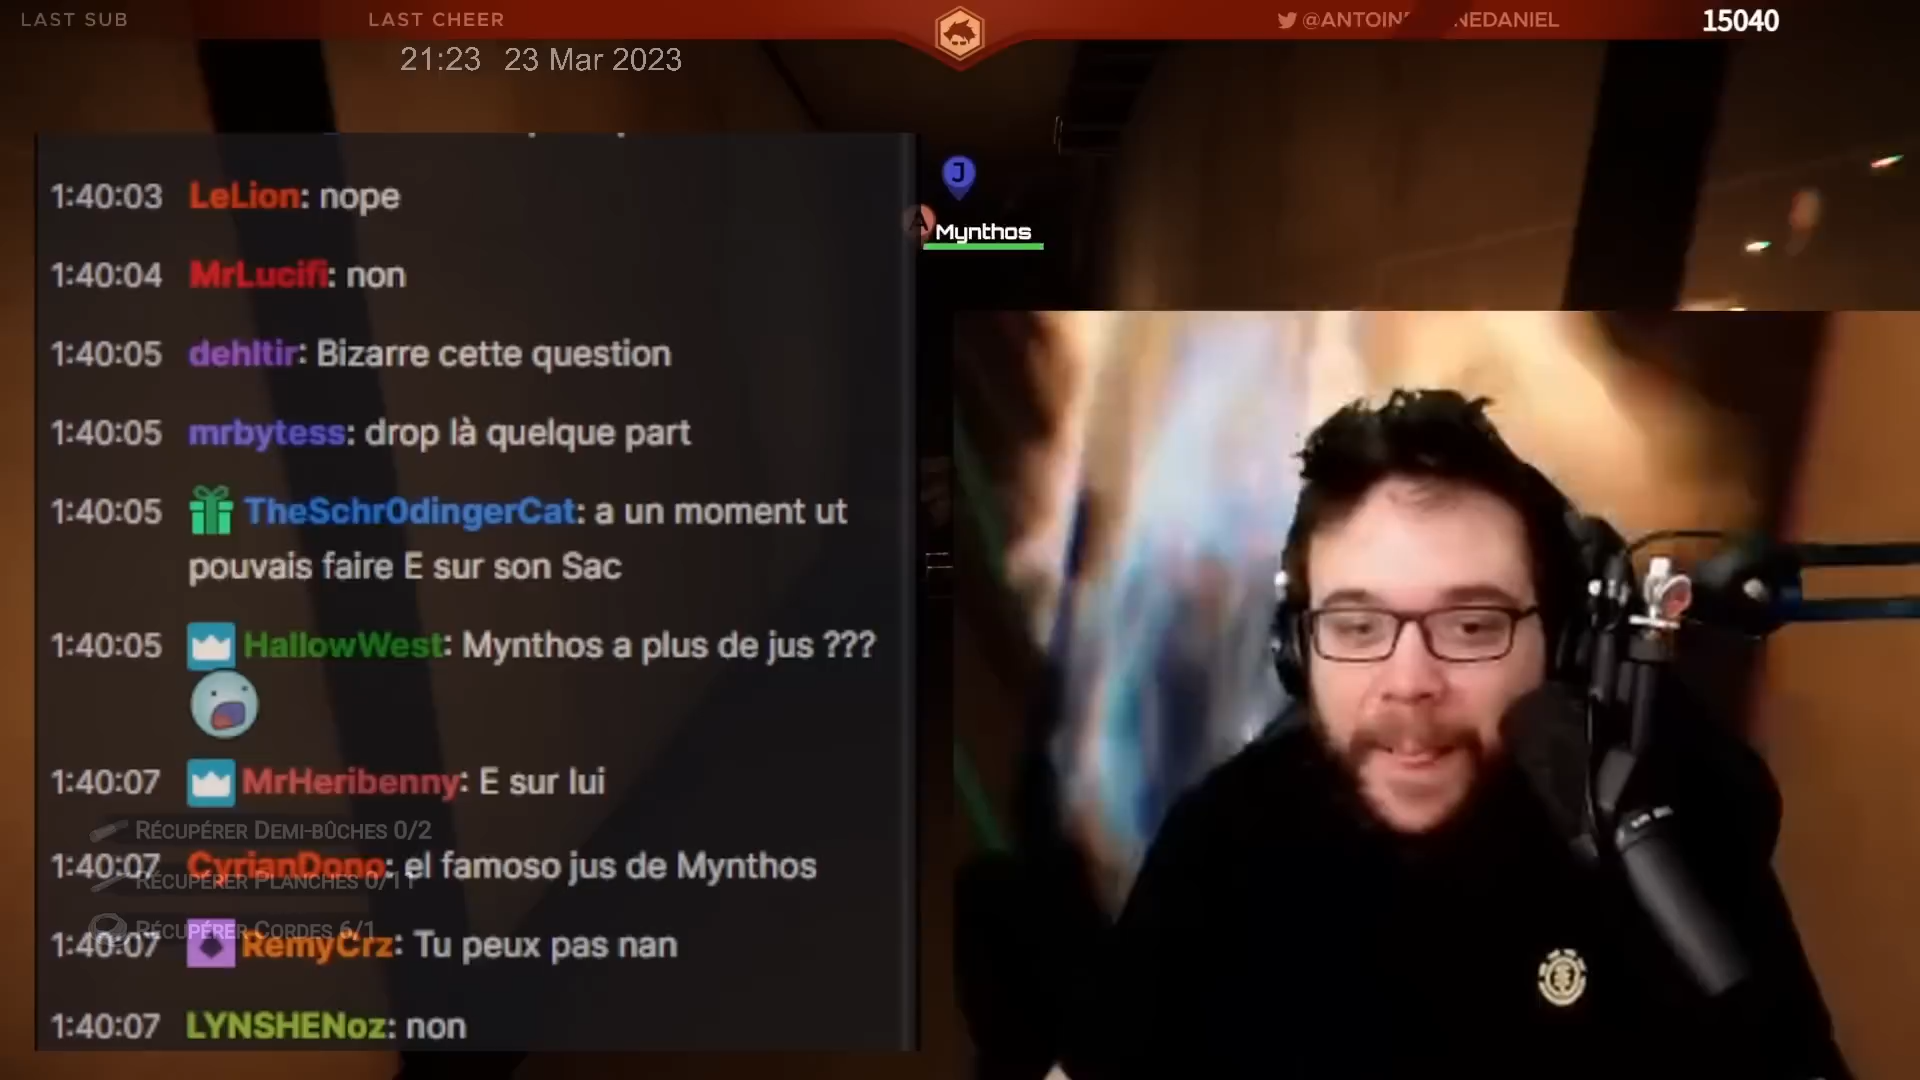 LAST SUB LAST CHEER @ANTOIN NEDANIEL 15040
21:23 23 Mar 2023
J
A Mynthos
1:40:03 LeLion: nope
1:40:04 MrLucifi: non
1:40:05 dehltir: Bizarre cette question
1:40:05 mrbytess: drop là quelque part
1:40:05 TheSchr0dingerCat: a un moment ut
pouvais faire E sur son Sac
1:40:05 HallowWest: Mynthos a plus de jus ???
1:40:07 MrHeribenny: E sur lui
RÉCUPÉRER DEMI-BÛCHES 0/2
1:40:07 CyrianDono: el famoso jus de Mynthos
RÉCUPÉRER PLANCHES 0/11
RÉCUPÉRER CORDES 6/1
1:40:07 RemyCrz: Tu peux pas nan
1:40:07 LYNSHENoz: non